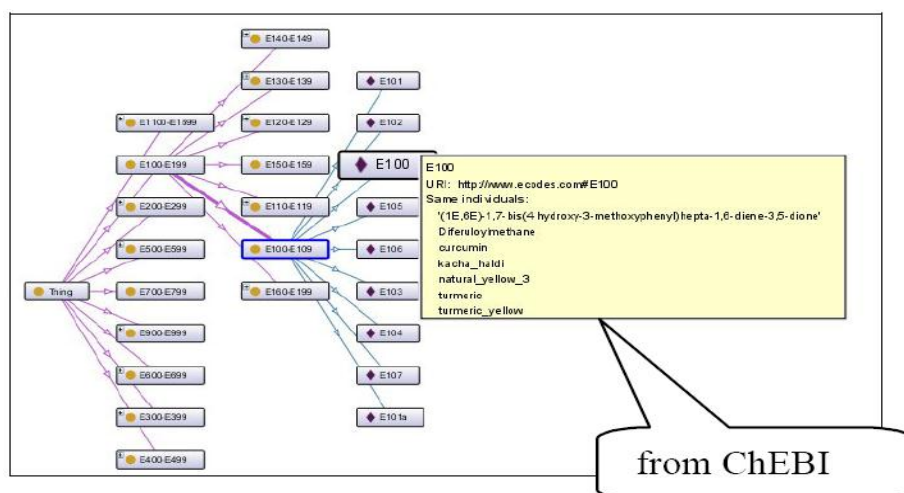 E140-E149
E130-E139
E101
E1100-E1599
E120-E129
E102
E100-E199
E150-E159
E100
E200-E299
E110-E119
E105
E500-E599
E100-E109
E106
Thing
E700-E799
E160-E199
E103
E900-E999
E104
E600-E699
E107
E300-E399
E101a
E400-E499
E100
URI: http://www.ecodes.com#E100
Same individuals:
'(1E,6E)-1,7-bis(4 hydroxy-3-methoxyphenyl)hepta-1,6-diene-3,5-dione'
Diferuloylmethane
curcumin
kacha_haldi
natural_yellow_3
turmeric
turmeric_yellow
from ChEBI